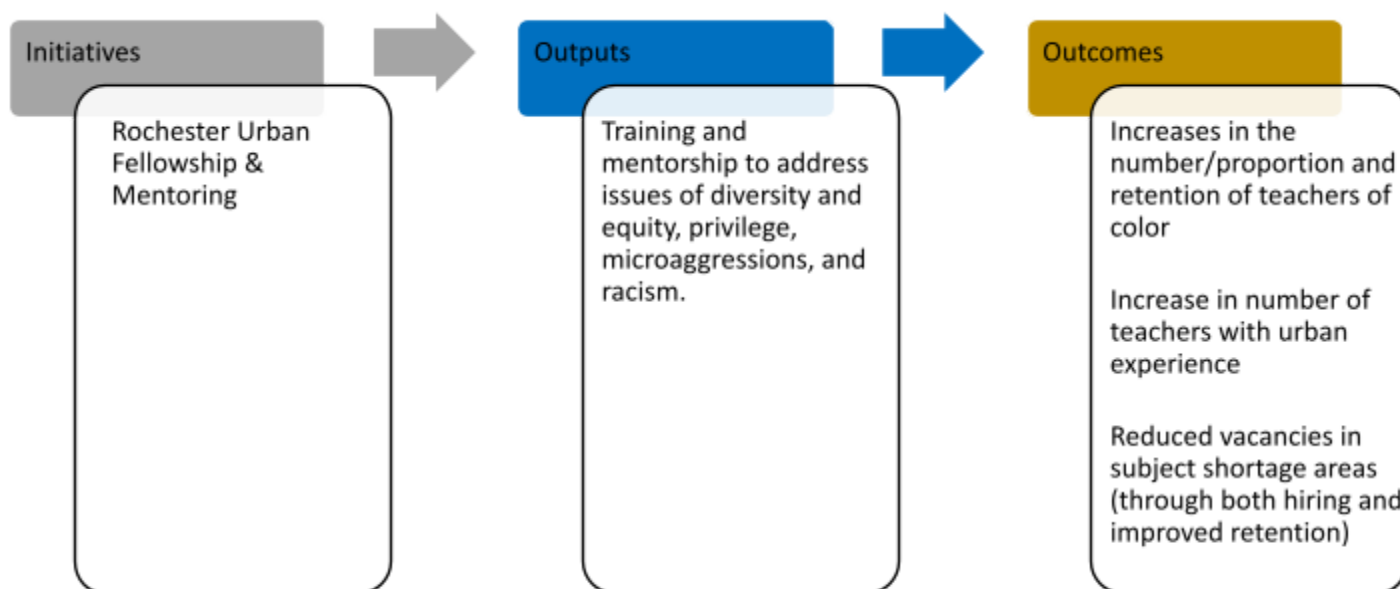 Initiatives
Rochester Urban
Fellowship &
Mentoring
Outputs
Training and
mentorship to address
issues of diversity and
equity, privilege,
microaggressions, and
racism.
Outcomes
Increases in the
number/proportion and
retention of teachers of
color
Increase in number of
teachers with urban
experience
Reduced vacancies in
subject shortage areas
(through both hiring and
improved retention)